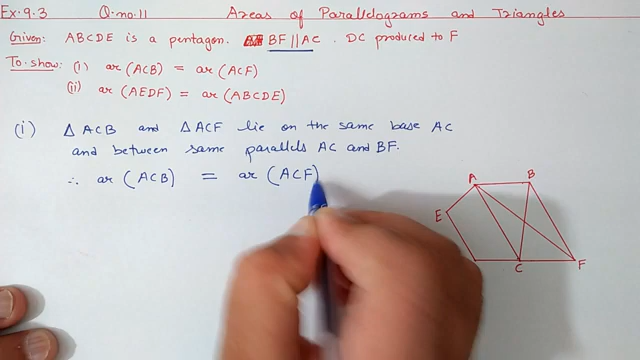 Ex. 9.3 Q. no. 11 Areas of Parallelograms and Triangles
Given: ABCDE is a pentagon. BF || AC . DC produced to F
To show: (i) ar (ACB) = ar (ACF)
(ii) ar (AEDF) = ar (ABCDE)
(i) Δ ACB and Δ ACF lie on the same base AC
and between same parallels AC and BF.
∴ ar (ACB) = ar (ACF)
A B
E
C F